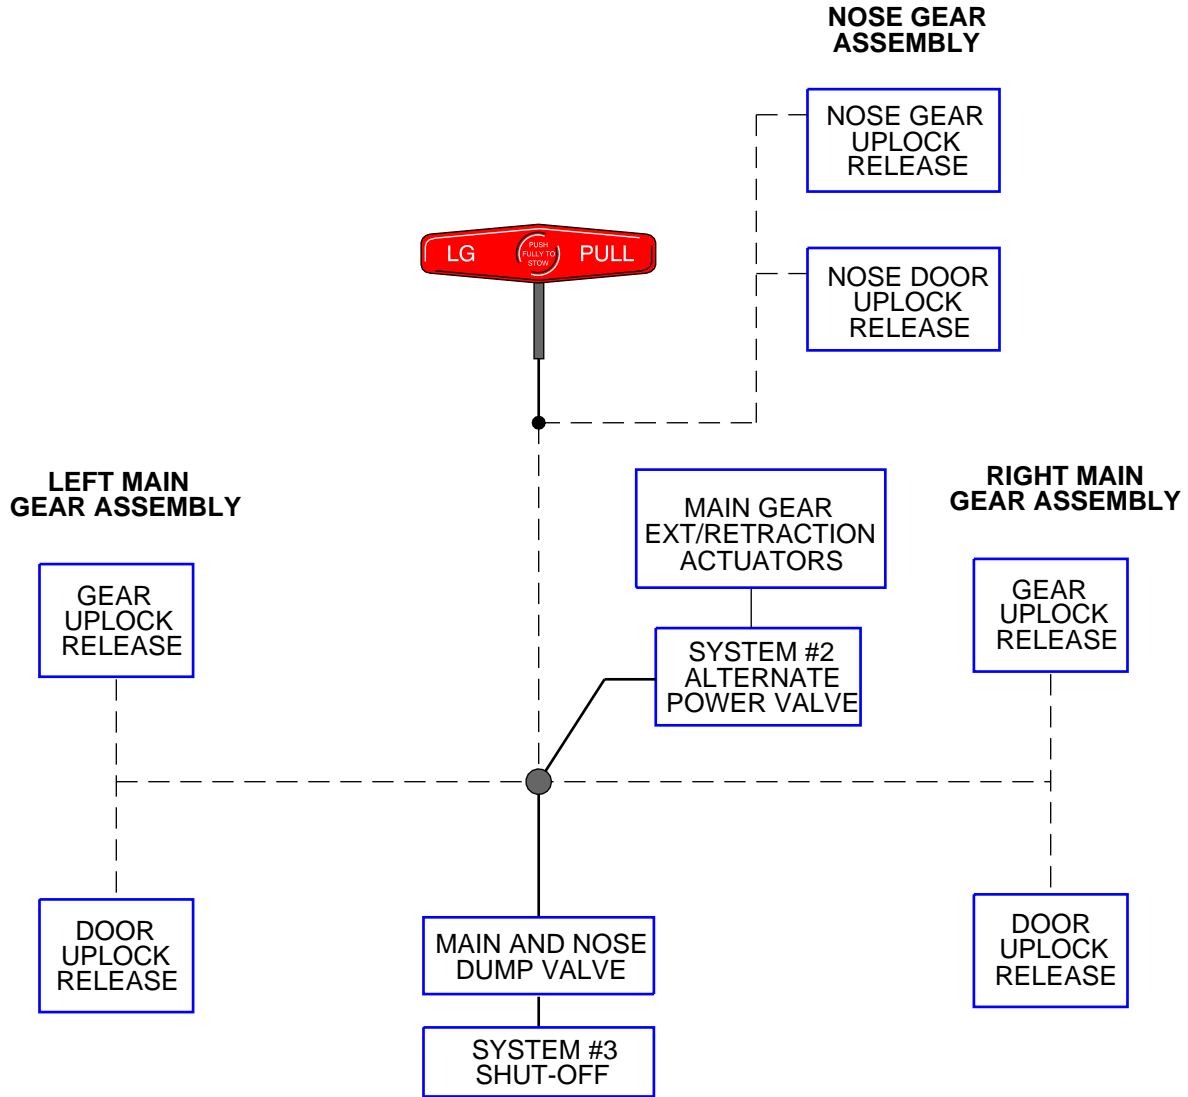 NOSE GEAR
ASSEMBLY
NOSE GEAR
UPLOCK
RELEASE
LG
PUSH
FULLY TO
STOW
PULL
NOSE DOOR
UPLOCK
RELEASE
LEFT MAIN
GEAR ASSEMBLY
MAIN GEAR
EXT/RETRACTION
ACTUATORS
RIGHT MAIN
GEAR ASSEMBLY
GEAR
UPLOCK
RELEASE
SYSTEM #2
ALTERNATE
POWER VALVE
GEAR
UPLOCK
RELEASE
DOOR
UPLOCK
RELEASE
MAIN AND NOSE
DUMP VALVE
DOOR
UPLOCK
RELEASE
SYSTEM #3
SHUT-OFF